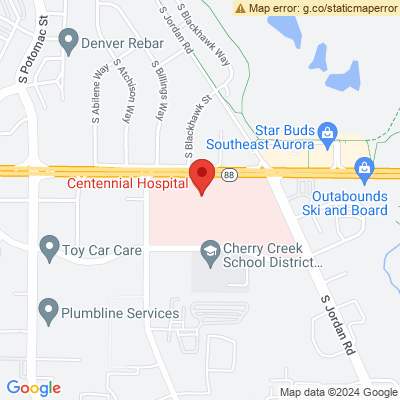 Map error: g.co/staticmaperror
S Potomac St
Denver Rebar
S Abilene Way
S Atchison Way
S Billings Way
S Jordan Rd
S Blackhawk Way
S Blackhawk St
Star Buds
Southeast Aurora
88
Centennial Hospital
Outabounds
Ski and Board
Toy Car Care
Cherry Creek
School District...
Plumbline Services
S Jordan Rd
Google
Map data ©2024 Google